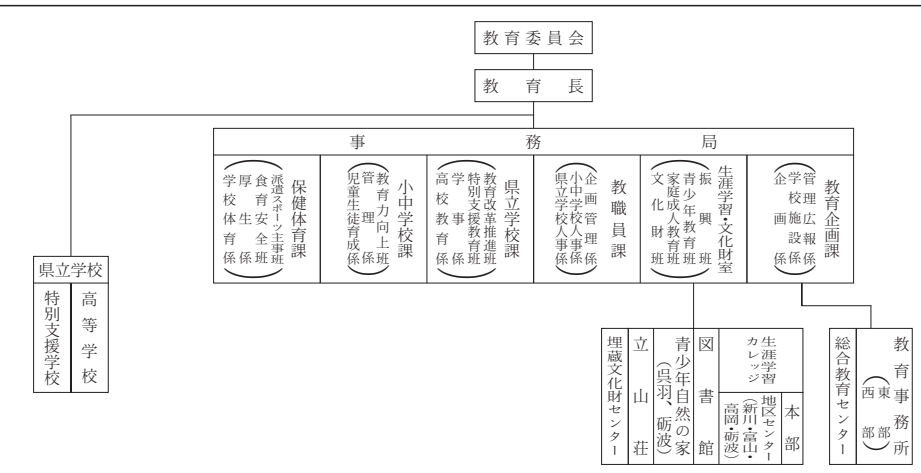 教育委員会
教育長
事務局
教育企画課
管理広報係
学校施設係
企画係
生涯学習・文化財室
振興班
青少年教育班
家庭成人教育班
文化財班
教職員課
企画管理係
小中学校人事係
県立学校人事係
県立学校課
教育改革推進班
特別支援教育班
学事係
高校教育係
小中学校課
教育力向上班
管理係
児童生徒育成係
保健体育課
派遣スポーツ主事班
食育安全班
厚生係
学校体育係
県立学校
高等学校
特別支援学校
教育事務所
(東部
西部)
総合教育センター
生涯学習
カレッジ
本部
地区センター
(新川・富山・
高岡・砺波)
図書館
青少年自然の家
(呉羽、砺波)
立山荘
埋蔵文化財センター